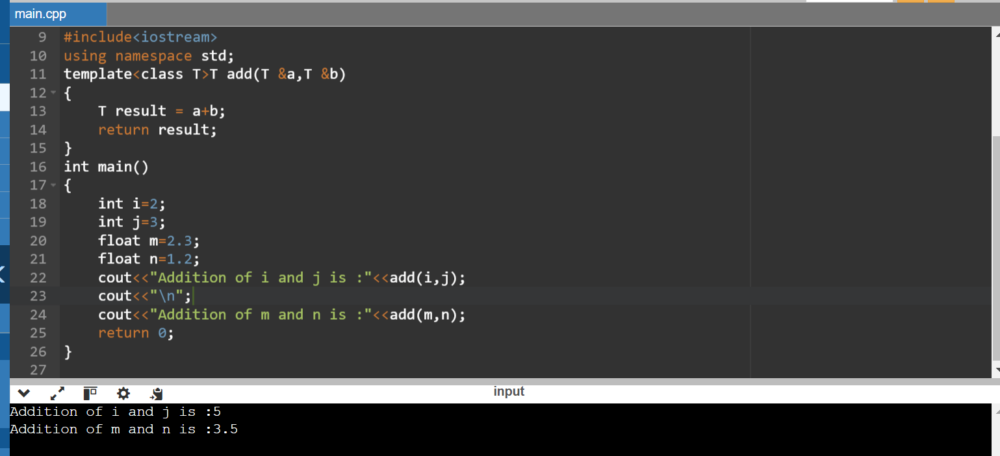 main.cpp
9 #include<iostream>
10 using namespace std;
11 template<class T>T add(T &a,T &b)
12 {
13     T result = a+b;
14     return result;
15 }
16 int main()
17 {
18     int i=2;
19     int j=3;
20     float m=2.3;
21     float n=1.2;
22     cout<<"Addition of i and j is :"<<add(i,j);
23     cout<<"\n";
24     cout<<"Addition of m and n is :"<<add(m,n);
25     return 0;
26 }
27
input
Addition of i and j is :5
Addition of m and n is :3.5